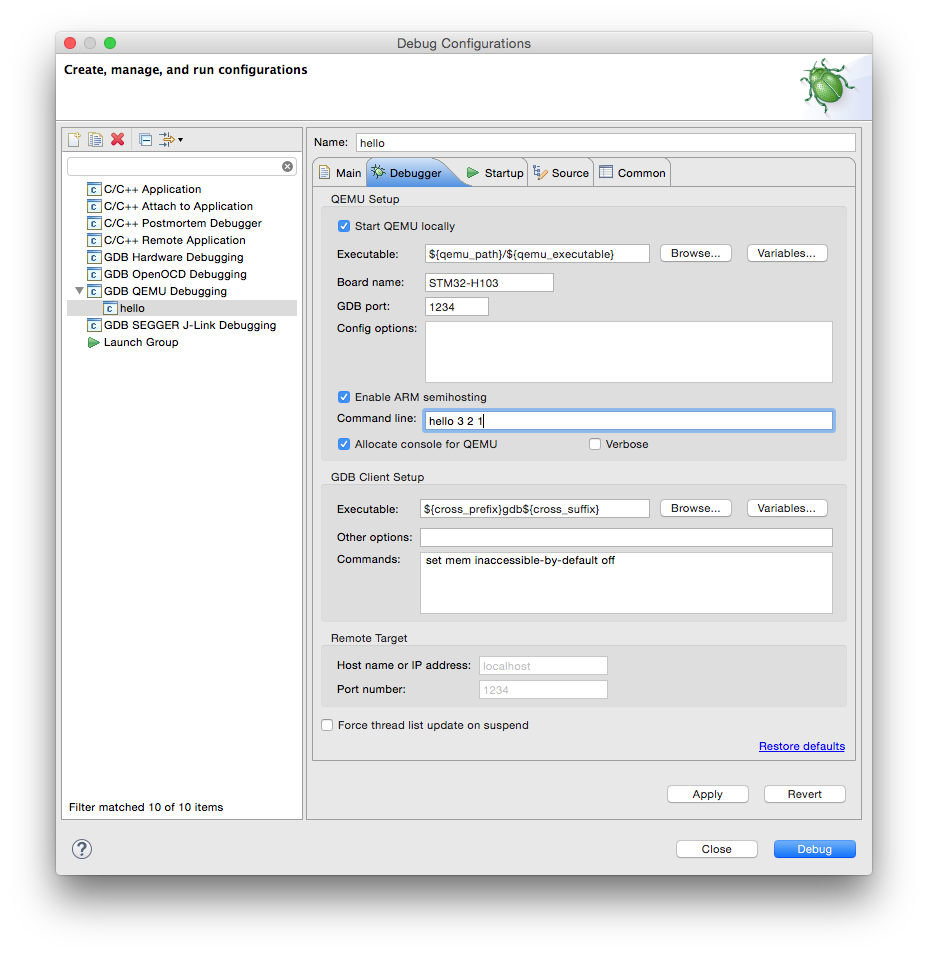 Debug Configurations
Create, manage, and run configurations
C/C++ Application
C/C++ Attach to Application
C/C++ Postmortem Debugger
C/C++ Remote Application
GDB Hardware Debugging
GDB OpenOCD Debugging
GDB QEMU Debugging
hello
GDB SEGGER J-Link Debugging
Launch Group
Filter matched 10 of 10 items
Name: hello
Main Debugger Startup Source Common
QEMU Setup
Start QEMU locally
Executable: ${qemu_path}/${qemu_executable} Browse... Variables...
Board name: STM32-H103
GDB port: 1234
Config options:
Enable ARM semihosting
Command line: hello 3 2 1
Allocate console for QEMU Verbose
GDB Client Setup
Executable: ${cross_prefix}gdb${cross_suffix} Browse... Variables...
Other options:
Commands: set mem inaccessible-by-default off
Remote Target
Host name or IP address: localhost
Port number: 1234
Force thread list update on suspend
Restore defaults
Apply Revert
? Close Debug